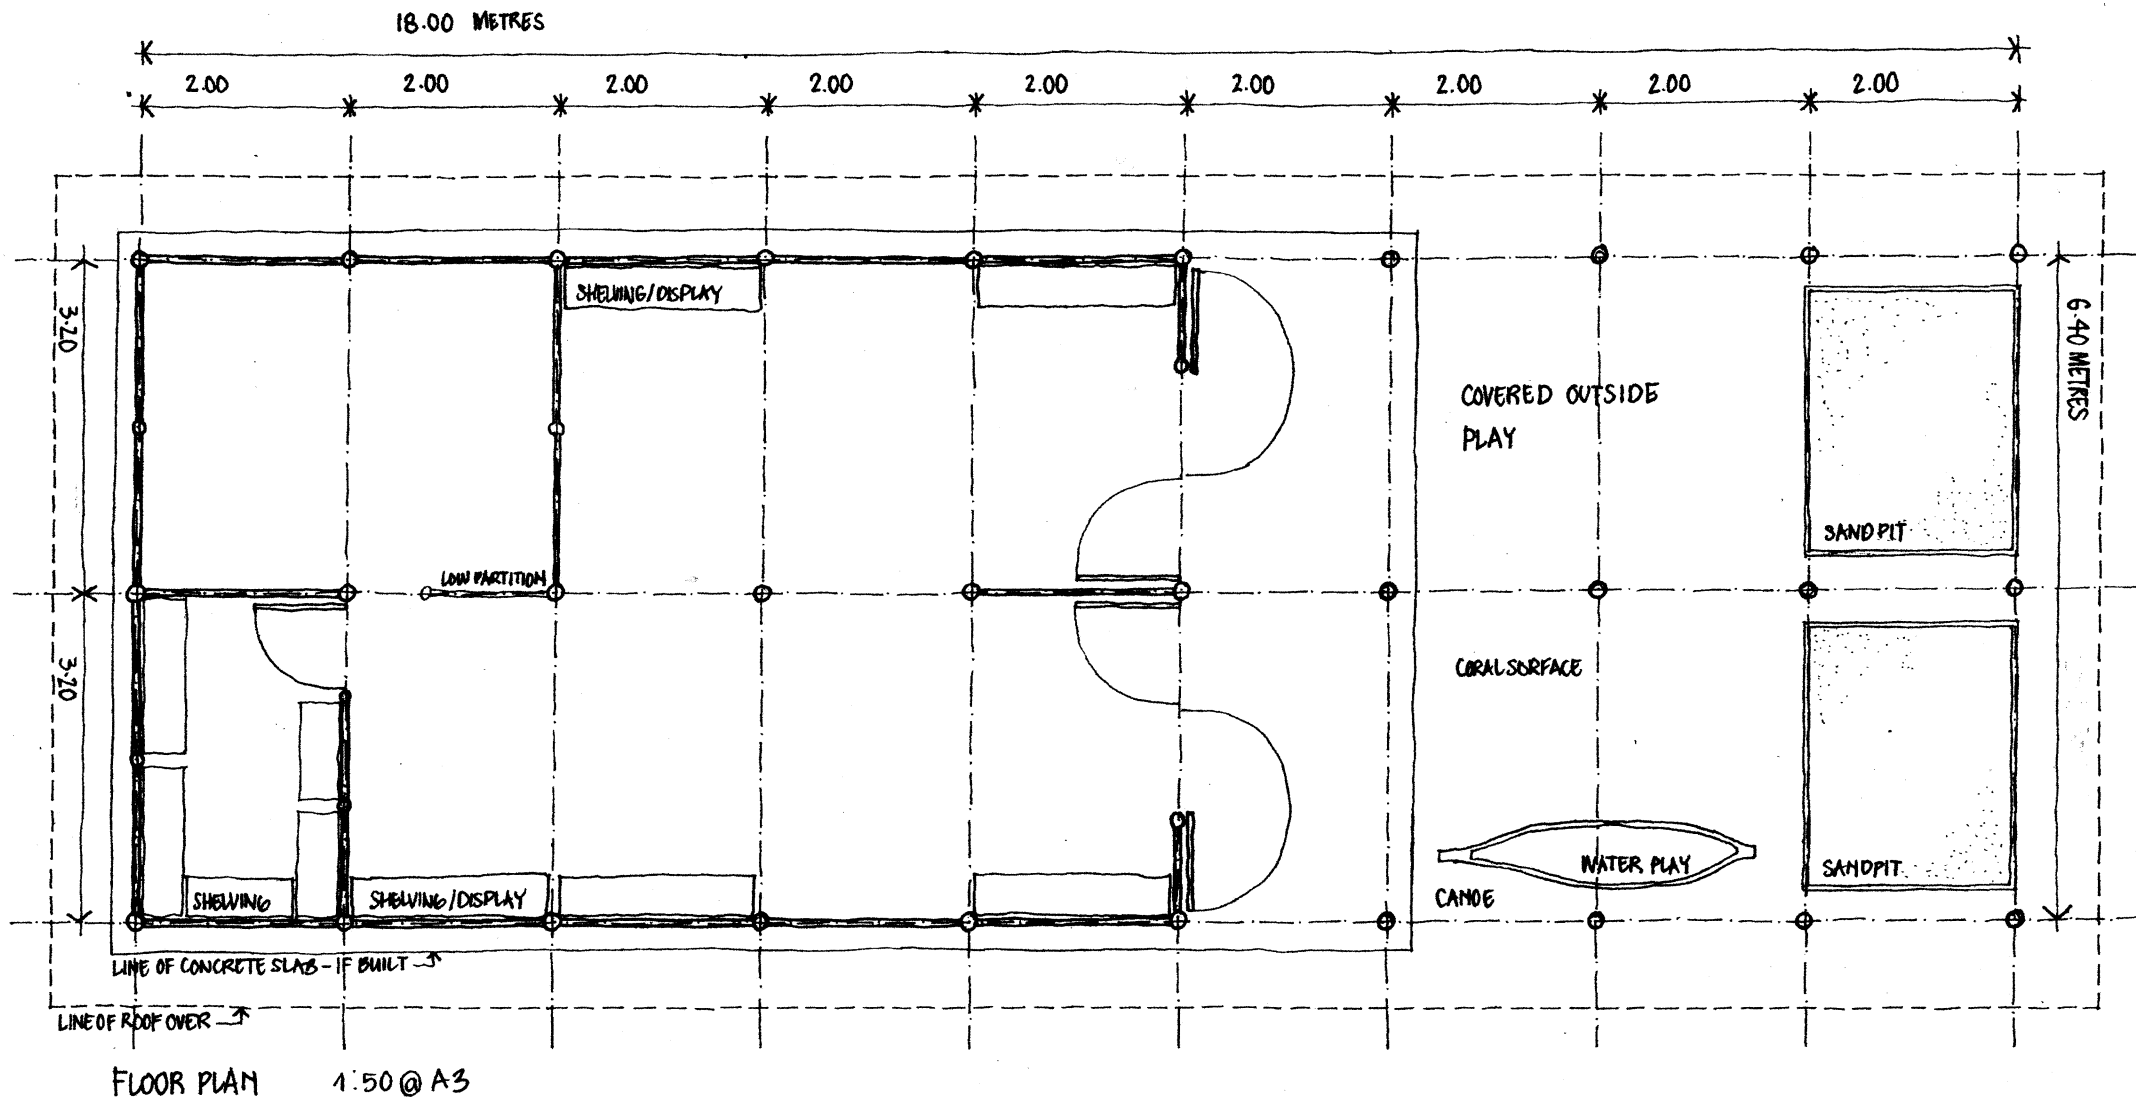 18.00 METRES
2.00 2.00 2.00 2.00 2.00 2.00 2.00 2.00 2.00
3.20
SHELVING/DISPLAY
6.40 METRES
COVERED OUTSIDE
PLAY
SANDPIT
LOW PARTITION
3.20
CORAL SURFACE
WATER PLAY
SANDPIT
SHELVING
SHELVING/DISPLAY
CANOE
LINE OF CONCRETE SLAB - IF BUILT
LINE OF ROOF OVER
FLOOR PLAN 1:50 @ A3